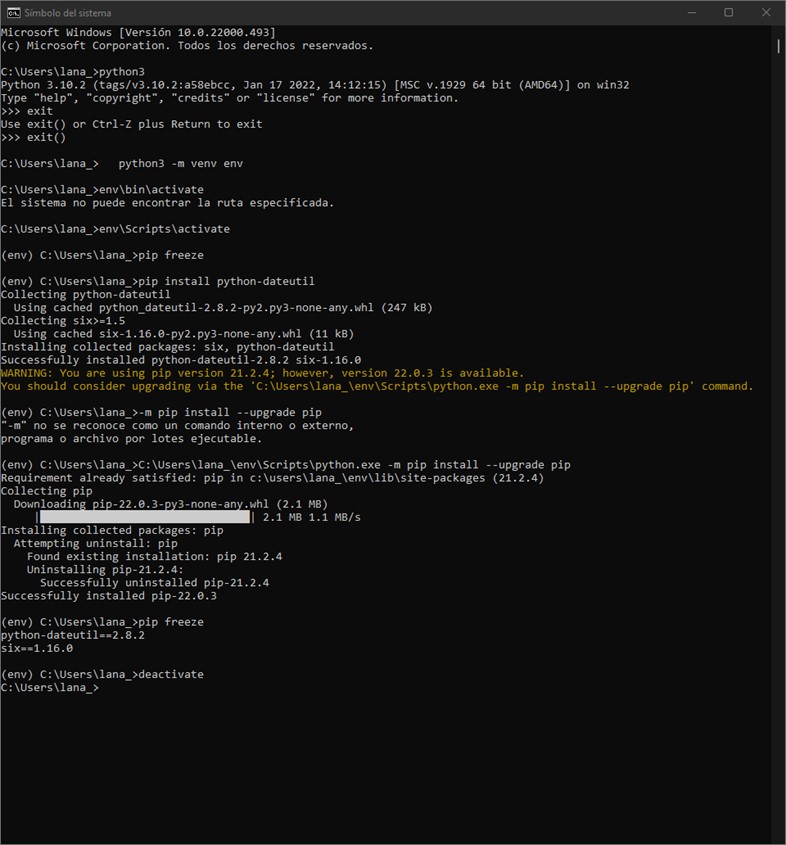 Símbolo del sistema
Microsoft Windows [Versión 10.0.22000.493]
(c) Microsoft Corporation. Todos los derechos reservados.
C:\Users\lana_>python3
Python 3.10.2 (tags/v3.10.2:a58ebcc, Jan 17 2022, 14:12:15) [MSC v.1929 64 bit (AMD64)] on win32
Type "help", "copyright", "credits" or "license" for more information.
>>> exit
Use exit() or Ctrl-Z plus Return to exit
>>> exit()
C:\Users\lana_>   python3 -m venv env
C:\Users\lana_>env\bin\activate
El sistema no puede encontrar la ruta especificada.
C:\Users\lana_>env\Scripts\activate
(env) C:\Users\lana_>pip freeze
(env) C:\Users\lana_>pip install python-dateutil
Collecting python-dateutil
  Using cached python_dateutil-2.8.2-py2.py3-none-any.whl (247 kB)
Collecting six>=1.5
  Using cached six-1.16.0-py2.py3-none-any.whl (11 kB)
Installing collected packages: six, python-dateutil
Successfully installed python-dateutil-2.8.2 six-1.16.0
WARNING: You are using pip version 21.2.4; however, version 22.0.3 is available.
You should consider upgrading via the 'C:\Users\lana_\env\Scripts\python.exe -m pip install --upgrade pip' command.
(env) C:\Users\lana_>-m pip install --upgrade pip
"-m" no se reconoce como un comando interno o externo,
programa o archivo por lotes ejecutable.
(env) C:\Users\lana_>C:\Users\lana_\env\Scripts\python.exe -m pip install --upgrade pip
Requirement already satisfied: pip in c:\users\lana_\env\lib\site-packages (21.2.4)
Collecting pip
  Downloading pip-22.0.3-py3-none-any.whl (2.1 MB)
     |████████████████████████████████| 2.1 MB 1.1 MB/s
Installing collected packages: pip
  Attempting uninstall: pip
    Found existing installation: pip 21.2.4
    Uninstalling pip-21.2.4:
      Successfully uninstalled pip-21.2.4
Successfully installed pip-22.0.3
(env) C:\Users\lana_>pip freeze
python-dateutil==2.8.2
six==1.16.0
(env) C:\Users\lana_>deactivate
C:\Users\lana_>